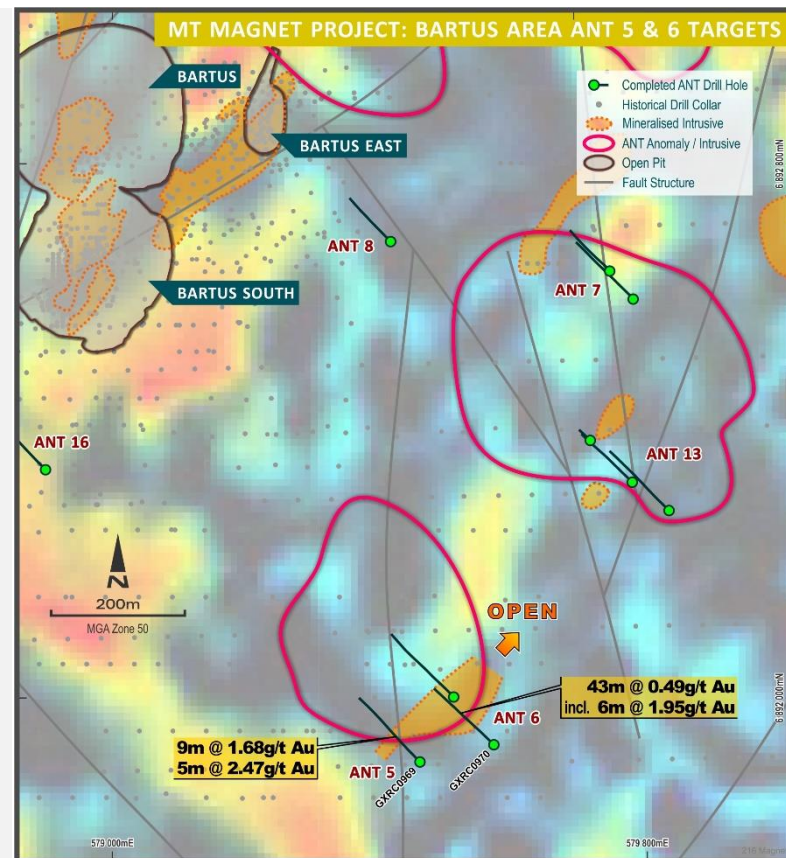 MT MAGNET PROJECT: BARTUS AREA ANT 5 & 6 TARGETS
BARTUS
BARTUS EAST
BARTUS SOUTH
Completed ANT Drill Hole
Historical Drill Collar
Mineralised Intrusive
ANT Anomaly / Intrusive
Open Pit
Fault Structure
6 892 800mN
ANT 8
ANT 7
ANT 16
ANT 13
N
200m
MGA Zone 50
OPEN
43m @ 0.49g/t Au
incl. 6m @ 1.95g/t Au
ANT 6
6 892 000mN
9m @ 1.68g/t Au
5m @ 2.47g/t Au
ANT 5
GXRC0969
GXRC0970
579 000mE
579 800mE